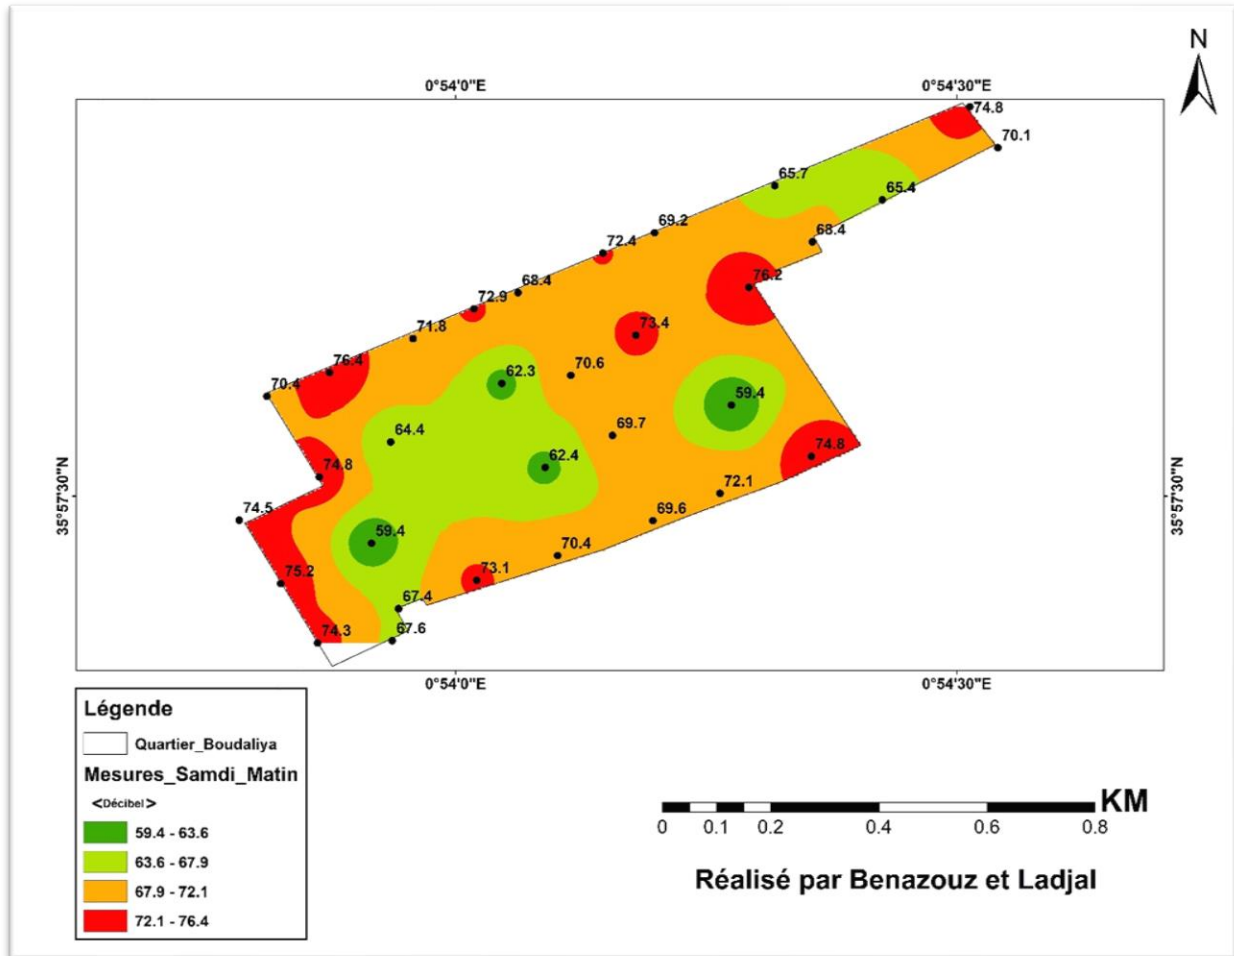 N
0°54'0"E
0°54'30"E
74.8
70.1
65.7
65.4
69.2
68.4
72.4
76.2
68.4
72.9
73.4
71.8
76.4
70.6
62.3
70.4
59.4
64.4
69.7
62.4
74.8
74.8
72.1
35°57'30"N
35°57'30"N
74.5
69.6
59.4
70.4
75.2
73.1
67.4
74.3
67.6
0°54'0"E
0°54'30"E
Légende
Quartier_Boudaliya
Mesures_Samdi_Matin
<Décibel>
59.4 - 63.6
63.6 - 67.9
67.9 - 72.1
72.1 - 76.4
KM
0 0.1 0.2 0.4 0.6 0.8
Réalisé par Benazouz et Ladjal